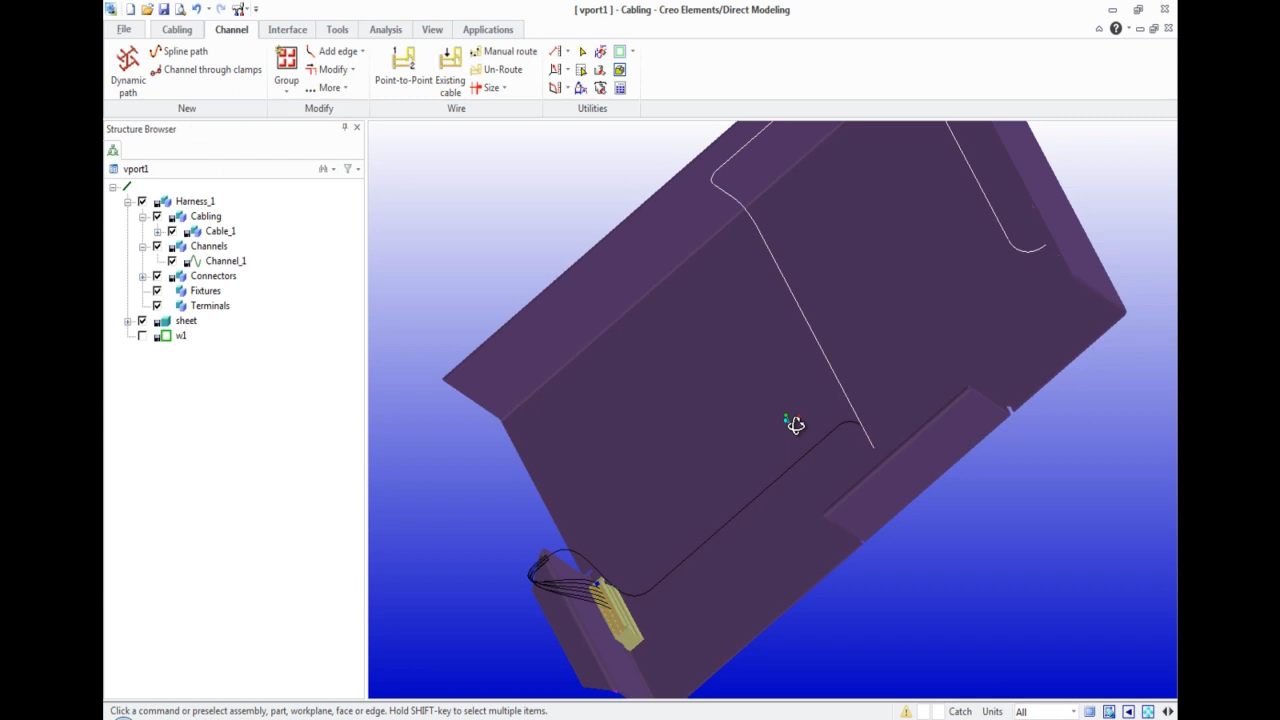 [ vport1 ] - Cabling - Creo Elements/Direct Modeling
File Cabling Channel Interface Tools Analysis View Applications
Dynamic path
Spline path
Channel through clamps
New
Group
Add edge
Modify
More
Modify
Point-to-Point
Existing cable
Manual route
Un-Route
Size
Wire
Utilities
Structure Browser
vport1
Harness_1
Cabling
Cable_1
Channels
Channel_1
Connectors
Fixtures
Terminals
sheet
w1
Click a command or preselect assembly, part, workplane, face or edge. Hold SHIFT-key to select multiple items.
Catch Units All